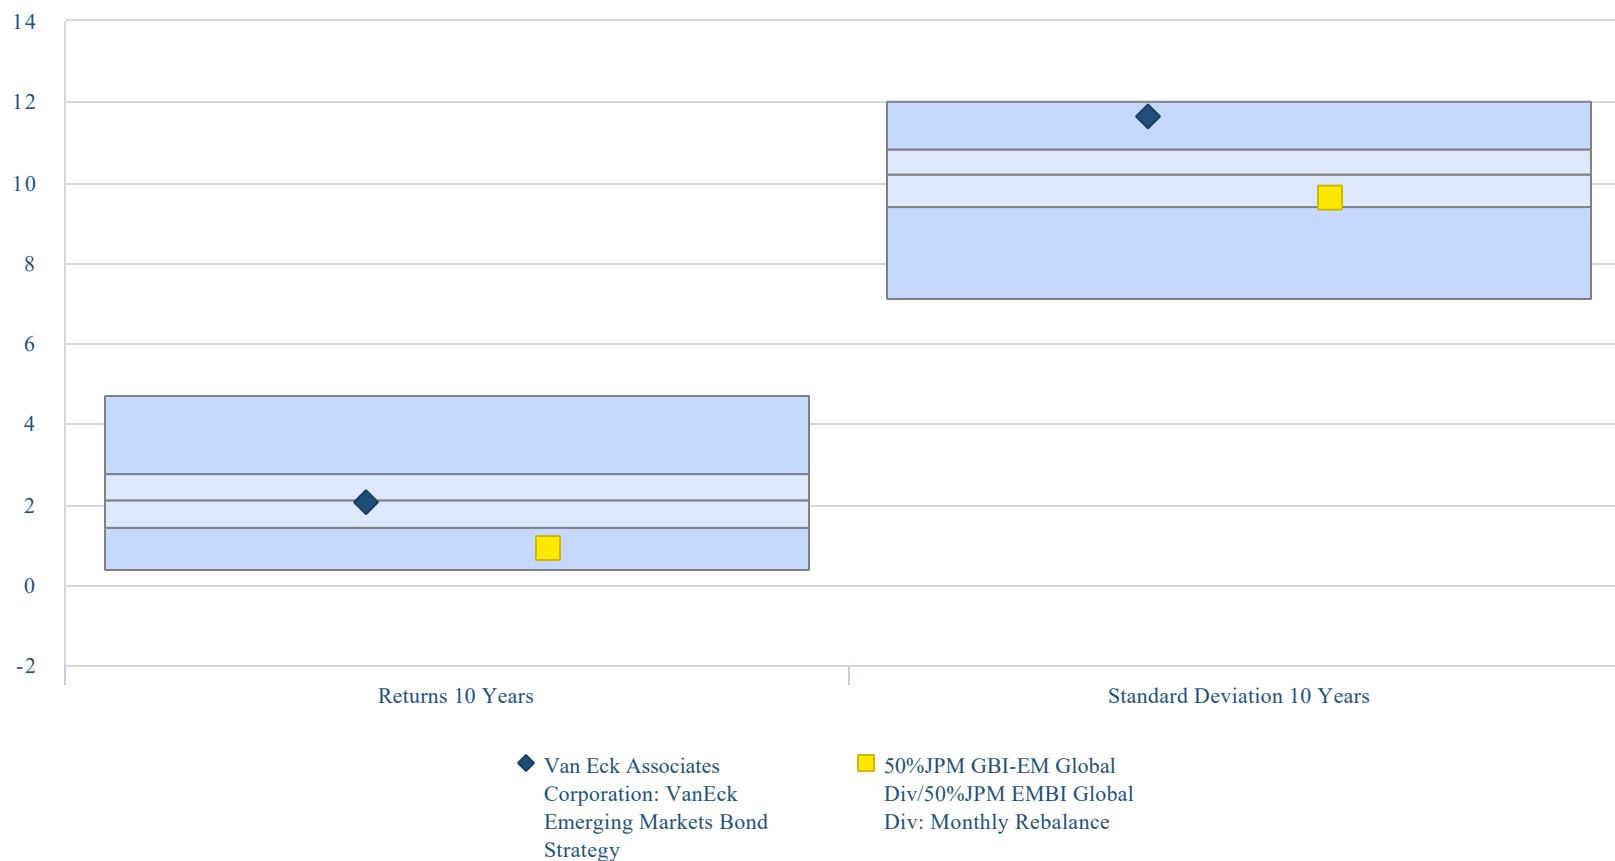 14
12
10
8
6
4
2
0
-2
Returns 10 Years
Standard Deviation 10 Years
Van Eck Associates
Corporation: VanEck
Emerging Markets Bond
Strategy
50%JPM GBI-EM Global
Div/50%JPM EMBI Global
Div: Monthly Rebalance